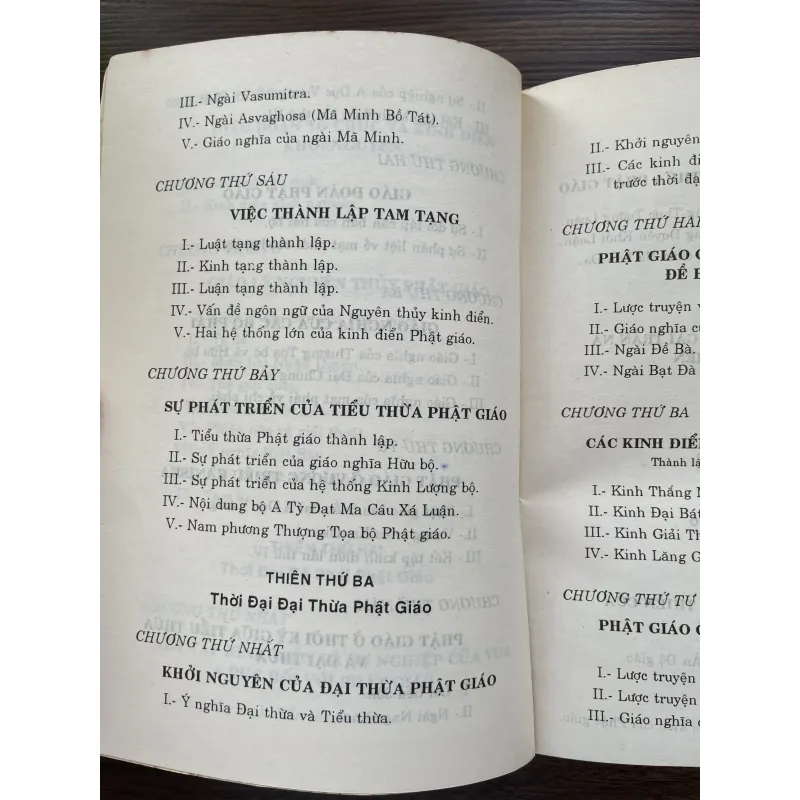 III.- Ngài Vasumitra.
IV.- Ngài Asvaghosa (Mã Minh Bồ Tát).
V.- Giáo nghĩa của ngài Mã Minh.
CHƯƠNG THỨ SÁU
VIỆC THÀNH LẬP TAM TẠNG
I.- Luật tạng thành lập.
II.- Kinh tạng thành lập.
III.- Luận tạng thành lập.
IV.- Vấn đề ngôn ngữ của Nguyên thủy kinh điển.
V.- Hai hệ thống lớn của kinh điển Phật giáo.
CHƯƠNG THỨ BẢY
SỰ PHÁT TRIỂN CỦA TIỂU THỪA PHẬT GIÁO
I.- Tiểu thừa Phật giáo thành lập.
II.- Sự phát triển của giáo nghĩa Hữu bộ.
III.- Sự phát triển của hệ thống Kinh Lượng bộ.
IV.- Nội dung bộ A Tỳ Đạt Ma Câu Xá Luận.
V.- Nam phương Thượng Tọa bộ Phật giáo.
THIÊN THỨ BA
Thời Đại Đại Thừa Phật Giáo
CHƯƠNG THỨ NHẤT
KHỞI NGUYÊN CỦA ĐẠI THỪA PHẬT GIÁO
I.- Ý nghĩa Đại thừa và Tiểu thừa.
II.- Khởi nguyên
III.- Các kinh điể
trước thời đạ
CHƯƠNG THỨ HAI
PHẬT GIÁO
ĐỀ
I.- Lược truyện
II.- Giáo nghĩa củ
III.- Ngài Đề Bà.
IV.- Ngài Bạt Đà
CHƯƠNG THỨ BA
CÁC KINH ĐIỂ
Thành lậ
I.- Kinh Thắng
II.- Kinh Đại Bát
III.- Kinh Giải Th
IV.- Kinh Lăng G
CHƯƠNG THỨ TƯ
PHẬT GIÁO
I.- Lược truyện
II.- Lược truyện
III.- Giáo nghĩa c